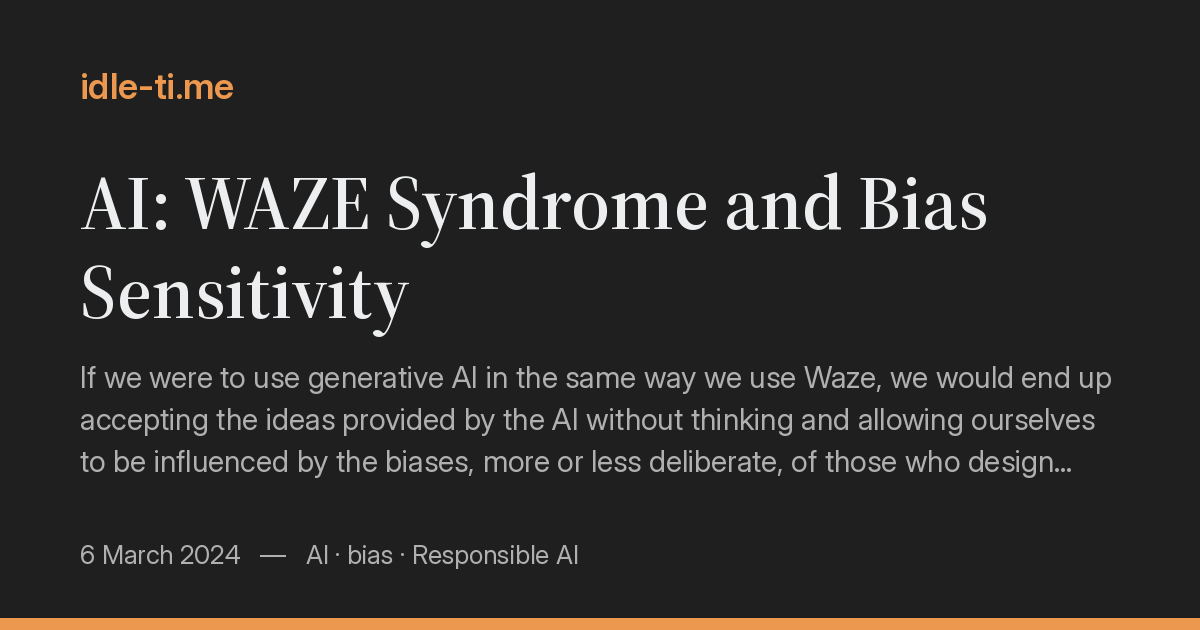 idle-ti.me
AI: WAZE Syndrome and Bias
Sensitivity
If we were to use generative AI in the same way we use Waze, we would end up
accepting the ideas provided by the AI without thinking and allowing ourselves
to be influenced by the biases, more or less deliberate, of those who design...
6 March 2024 — AI · bias · Responsible AI